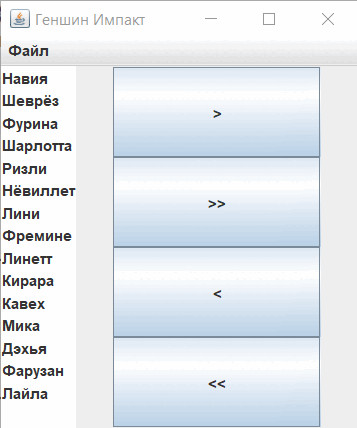 Геншин Импакт
Файл
Навия
Шеврёз
Фурина
Шарлотта
Ризли
Нёвиллет
Лини
Фремине
Линетт
Кирара
Кавех
Мика
Дэхья
Фарузан
Лайла
>
>>
<
<<